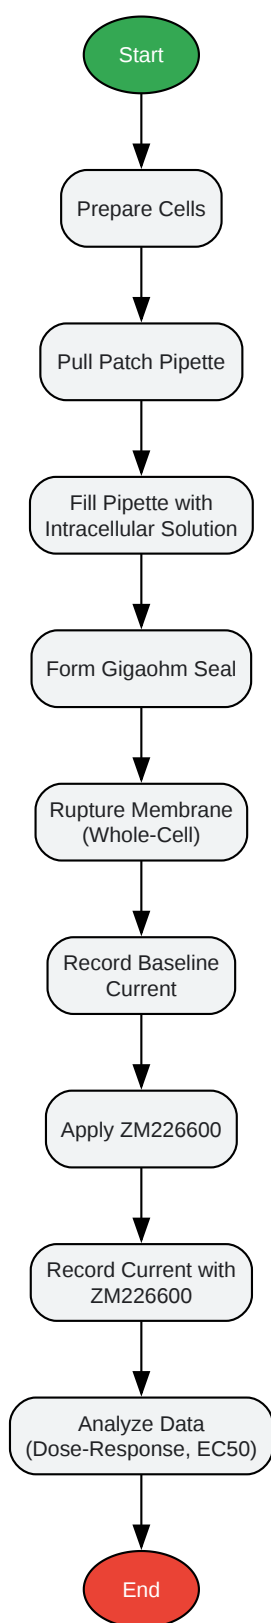 Start
Prepare Cells
Pull Patch Pipette
Fill Pipette with
Intracellular Solution
Form Gigaohm Seal
Rupture Membrane
(Whole-Cell)
Record Baseline
Current
Apply ZM226600
Record Current with
ZM226600
Analyze Data
(Dose-Response, EC50)
End